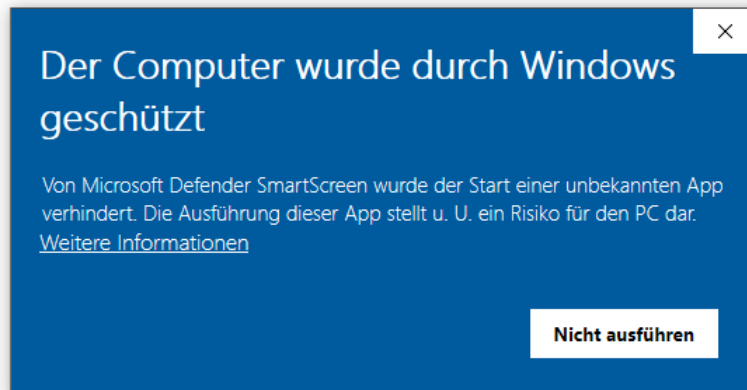 Der Computer wurde durch Windows
geschützt
Von Microsoft Defender SmartScreen wurde der Start einer unbekannten App
verhindert. Die Ausführung dieser App stellt u. U. ein Risiko für den PC dar.
Weitere Informationen
Nicht ausführen